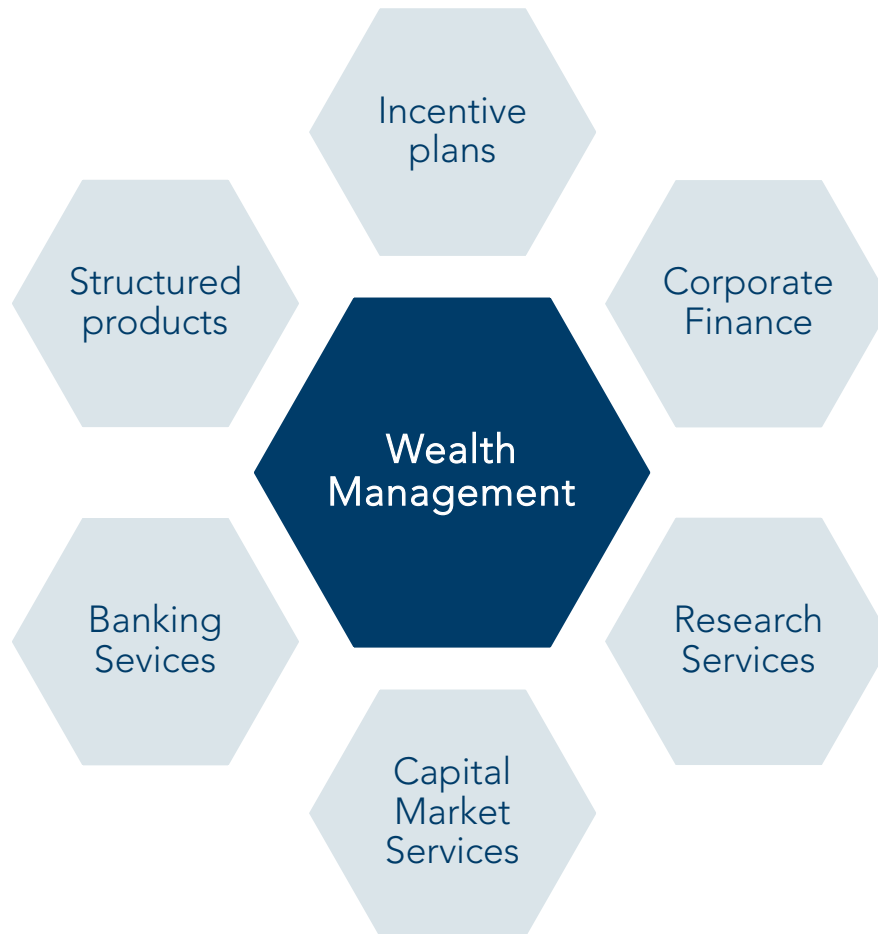 Incentive
plans
Structured
products
Corporate
Finance
Wealth
Management
Banking
Sevices
Research
Services
Capital
Market
Services